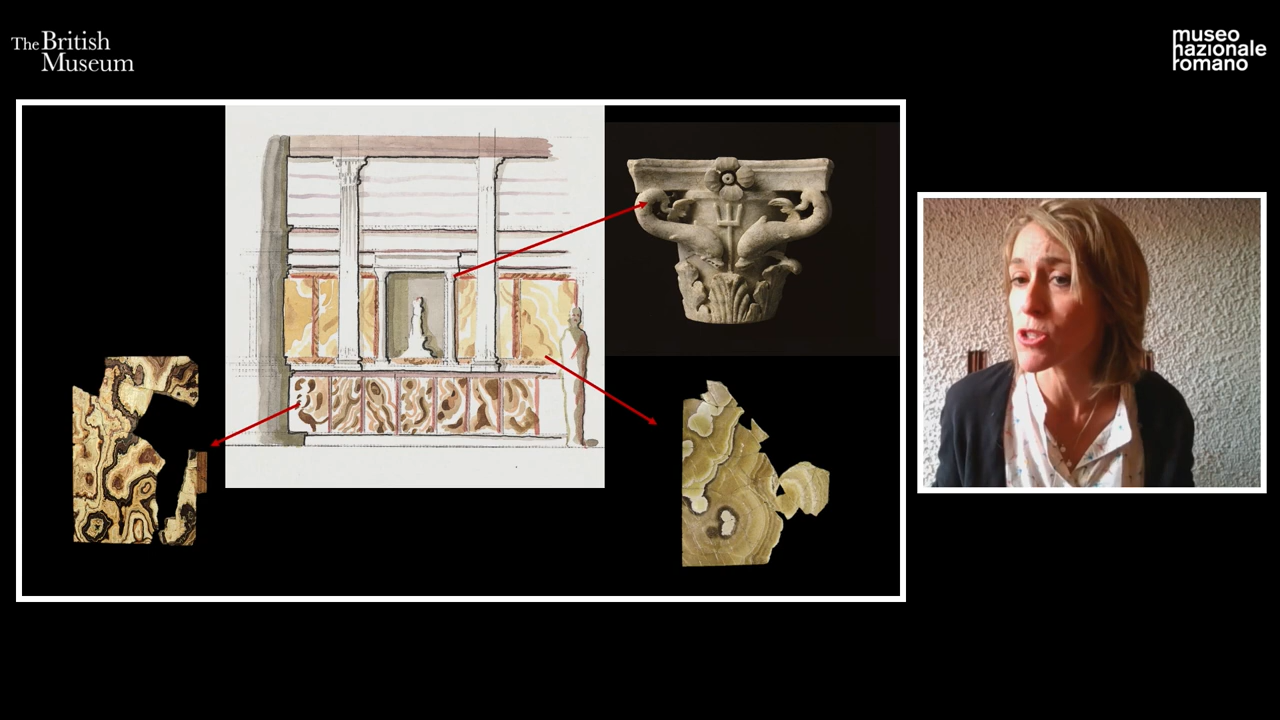 The British
Museum
museo
nazionale
romano